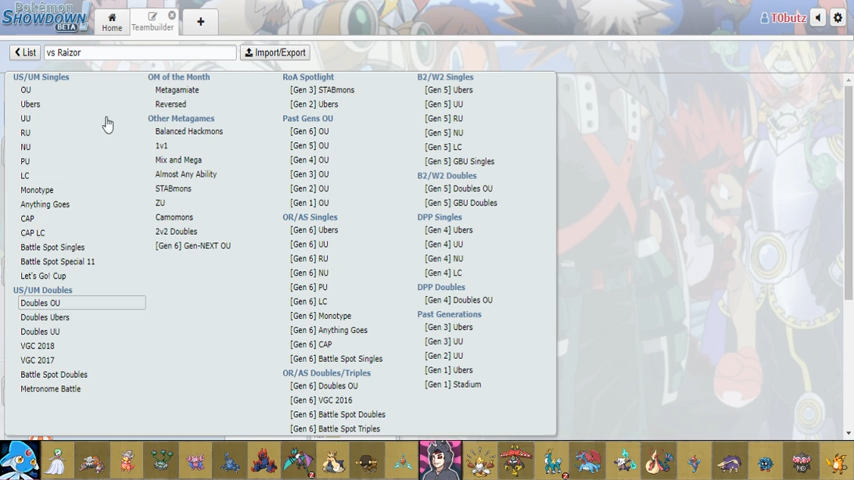 Pokémon
SHOWDOWN
BETA
Home
Teambuilder
T0butz
List
vs Raizor
Import/Export
US/UM Singles
OU
Ubers
UU
RU
NU
PU
LC
Monotype
Anything Goes
CAP
CAP LC
Battle Spot Singles
Battle Spot Special 11
Let's Go! Cup
US/UM Doubles
Doubles OU
Doubles Ubers
Doubles UU
VGC 2018
VGC 2017
Battle Spot Doubles
Metronome Battle
OM of the Month
Metagamiate
Reversed
Other Metagames
Balanced Hackmons
1v1
Mix and Mega
Almost Any Ability
STABmons
ZU
Camomons
2v2 Doubles
[Gen 6] Gen-NEXT OU
RoA Spotlight
[Gen 3] STABmons
[Gen 2] Ubers
Past Gens OU
[Gen 6] OU
[Gen 5] OU
[Gen 4] OU
[Gen 3] OU
[Gen 2] OU
[Gen 1] OU
OR/AS Singles
[Gen 6] Ubers
[Gen 6] UU
[Gen 6] RU
[Gen 6] NU
[Gen 6] PU
[Gen 6] LC
[Gen 6] Monotype
[Gen 6] Anything Goes
[Gen 6] CAP
[Gen 6] Battle Spot Singles
OR/AS Doubles/Triples
[Gen 6] Doubles OU
[Gen 6] VGC 2016
[Gen 6] Battle Spot Doubles
[Gen 6] Battle Spot Triples
B2/W2 Singles
[Gen 5] Ubers
[Gen 5] UU
[Gen 5] RU
[Gen 5] NU
[Gen 5] LC
[Gen 5] GBU Singles
B2/W2 Doubles
[Gen 5] Doubles OU
[Gen 5] GBU Doubles
DPP Singles
[Gen 4] Ubers
[Gen 4] UU
[Gen 4] NU
[Gen 4] LC
DPP Doubles
[Gen 4] Doubles OU
Past Generations
[Gen 3] Ubers
[Gen 3] UU
[Gen 2] UU
[Gen 1] Ubers
[Gen 1] Stadium